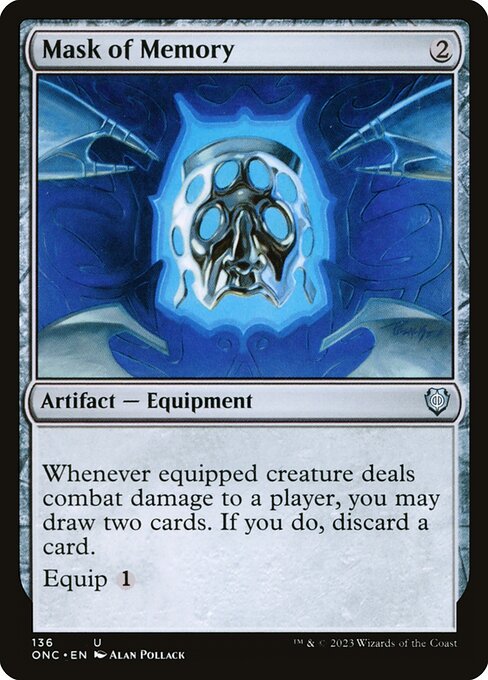 Mask of Memory 2
Artifact — Equipment
Whenever equipped creature deals
combat damage to a player, you may
draw two cards. If you do, discard a
card.
Equip 1
136 U ™ & © 2023 Wizards of the Coast
ONC • EN Alan Pollack